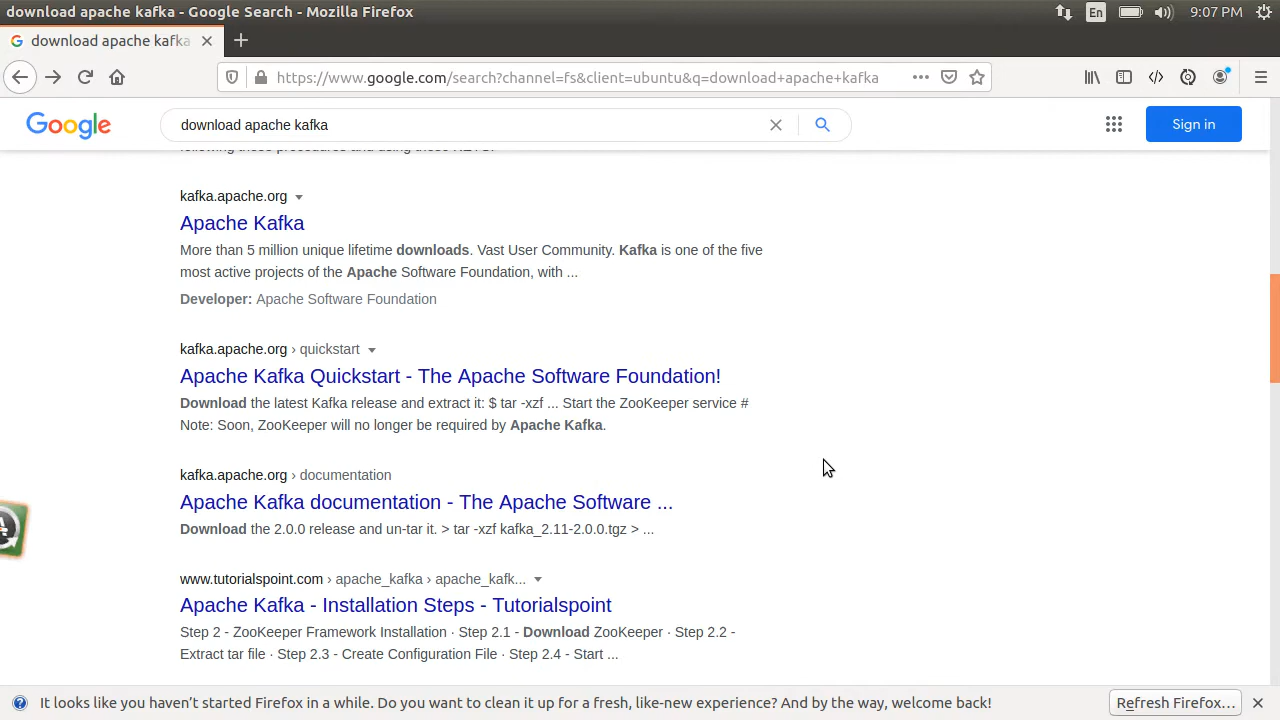 download apache kafka - Google Search - Mozilla Firefox
En
9:07 PM
download apache kafka
https://www.google.com/search?channel=fs&client=ubuntu&q=download+apache+kafka
Google
download apache kafka
Sign in
kafka.apache.org
Apache Kafka
More than 5 million unique lifetime downloads. Vast User Community. Kafka is one of the five
most active projects of the Apache Software Foundation, with ...
Developer: Apache Software Foundation
kafka.apache.org › quickstart
Apache Kafka Quickstart - The Apache Software Foundation!
Download the latest Kafka release and extract it: $ tar -xzf ... Start the ZooKeeper service #
Note: Soon, ZooKeeper will no longer be required by Apache Kafka.
kafka.apache.org › documentation
Apache Kafka documentation - The Apache Software ...
Download the 2.0.0 release and un-tar it. > tar -xzf kafka_2.11-2.0.0.tgz > ...
www.tutorialspoint.com › apache_kafka › apache_kafk...
Apache Kafka - Installation Steps - Tutorialspoint
Step 2 - ZooKeeper Framework Installation · Step 2.1 - Download ZooKeeper · Step 2.2 -
Extract tar file · Step 2.3 - Create Configuration File · Step 2.4 - Start ...
It looks like you haven’t started Firefox in a while. Do you want to clean it up for a fresh, like-new experience? And by the way, welcome back!
Refresh Firefox...